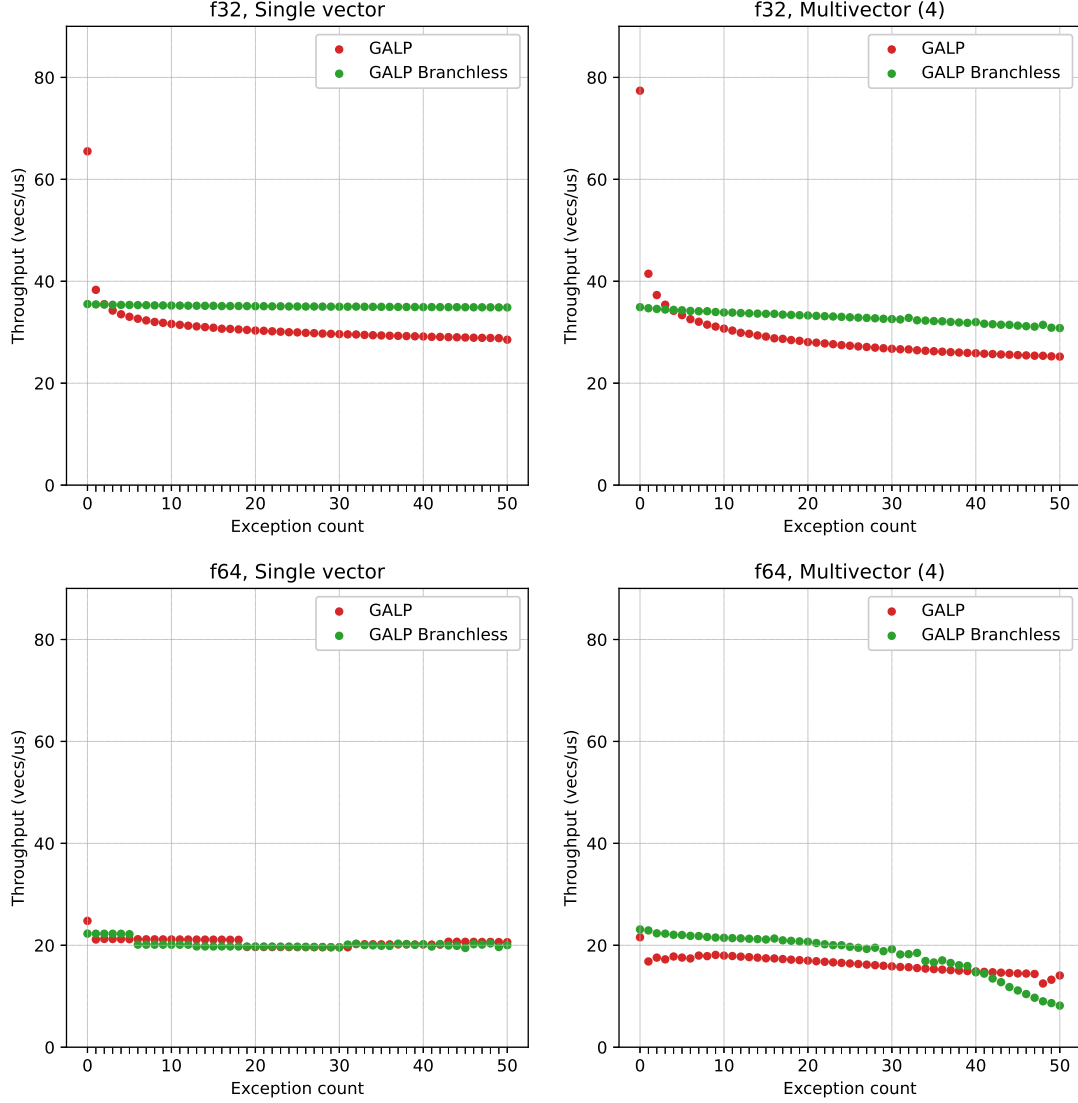 f32, Single vector
GALP
GALP Branchless
80
60
40
20
0
Throughput (vecs/us)
0 10 20 30 40 50
Exception count
f32, Multivector (4)
GALP
GALP Branchless
80
60
40
20
0
Throughput (vecs/us)
0 10 20 30 40 50
Exception count
f64, Single vector
GALP
GALP Branchless
80
60
40
20
0
Throughput (vecs/us)
0 10 20 30 40 50
Exception count
f64, Multivector (4)
GALP
GALP Branchless
80
60
40
20
0
Throughput (vecs/us)
0 10 20 30 40 50
Exception count